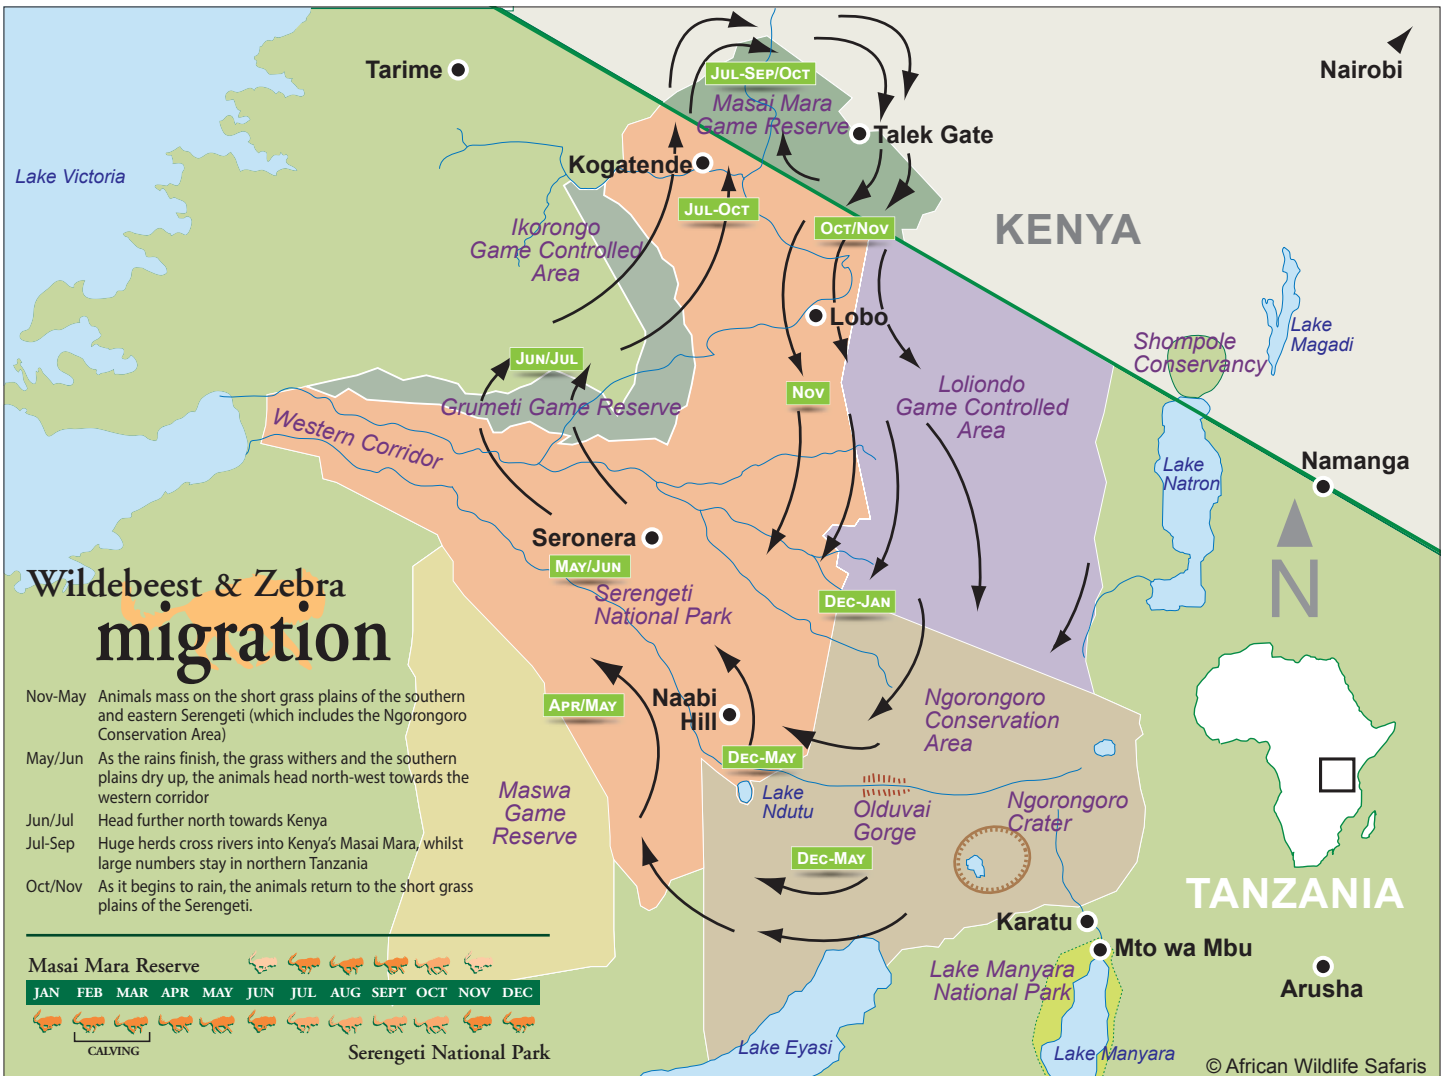 Tarime
JUL-SEP/OCT
Nairobi
Masai Mara
Game Reserve
Talek Gate
Lake Victoria
Kogatende
JUL-OCT
OCT/NOV
KENYA
Ikorongo
Game Controlled
Area
Lobo
Lake
Magadi
Shompole
Conservancy
JUN/JUL
NOV
Loliondo
Game Controlled
Area
Grumeti Game Reserve
Western Corridor
Lake
Natron
Namanga
Seronera
MAY/JUN
Serengeti
National Park
DEC-JAN
N
Wildebeest & Zebra
migration
Nov-May Animals mass on the short grass plains of the southern
and eastern Serengeti (which includes the Ngorongoro
Conservation Area)
May/Jun As the rains finish, the grass withers and the southern
plains dry up, the animals head north-west towards the
western corridor
Jun/Jul Head further north towards Kenya
Jul-Sep Huge herds cross rivers into Kenya's Masai Mara, whilst
large numbers stay in northern Tanzania
Oct/Nov As it begins to rain, the animals return to the short grass
plains of the Serengeti.
APR/MAY
Naabi
Hill
Ngorongoro
Conservation
Area
DEC-MAY
Maswa
Game
Reserve
Lake
Ndutu
Olduvai
Gorge
Ngorongoro
Crater
DEC-MAY
TANZANIA
Karatu
Mto wa Mbu
Lake Manyara
National Park
Arusha
Lake Eyasi
Lake Manyara
Masai Mara Reserve
JAN FEB MAR APR MAY JUN JUL AUG SEPT OCT NOV DEC
CALVING
Serengeti National Park
© African Wildlife Safaris